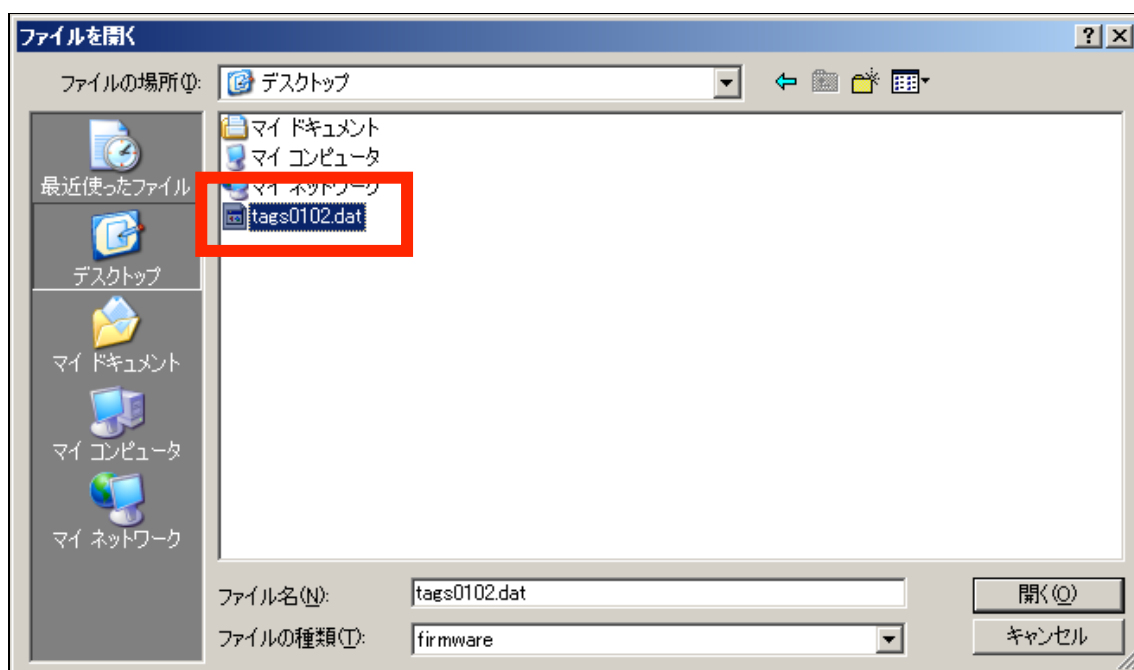 ファイルを開く
ファイルの場所(I):
デスクトップ
最近使ったファイル
デスクトップ
マイ ドキュメント
マイ コンピュータ
マイ ネットワーク
マイ ドキュメント
マイ コンピュータ
マイ ネットワーク
tags0102.dat
ファイル名(N):
tags0102.dat
開く(O)
ファイルの種類(T):
firmware
キャンセル